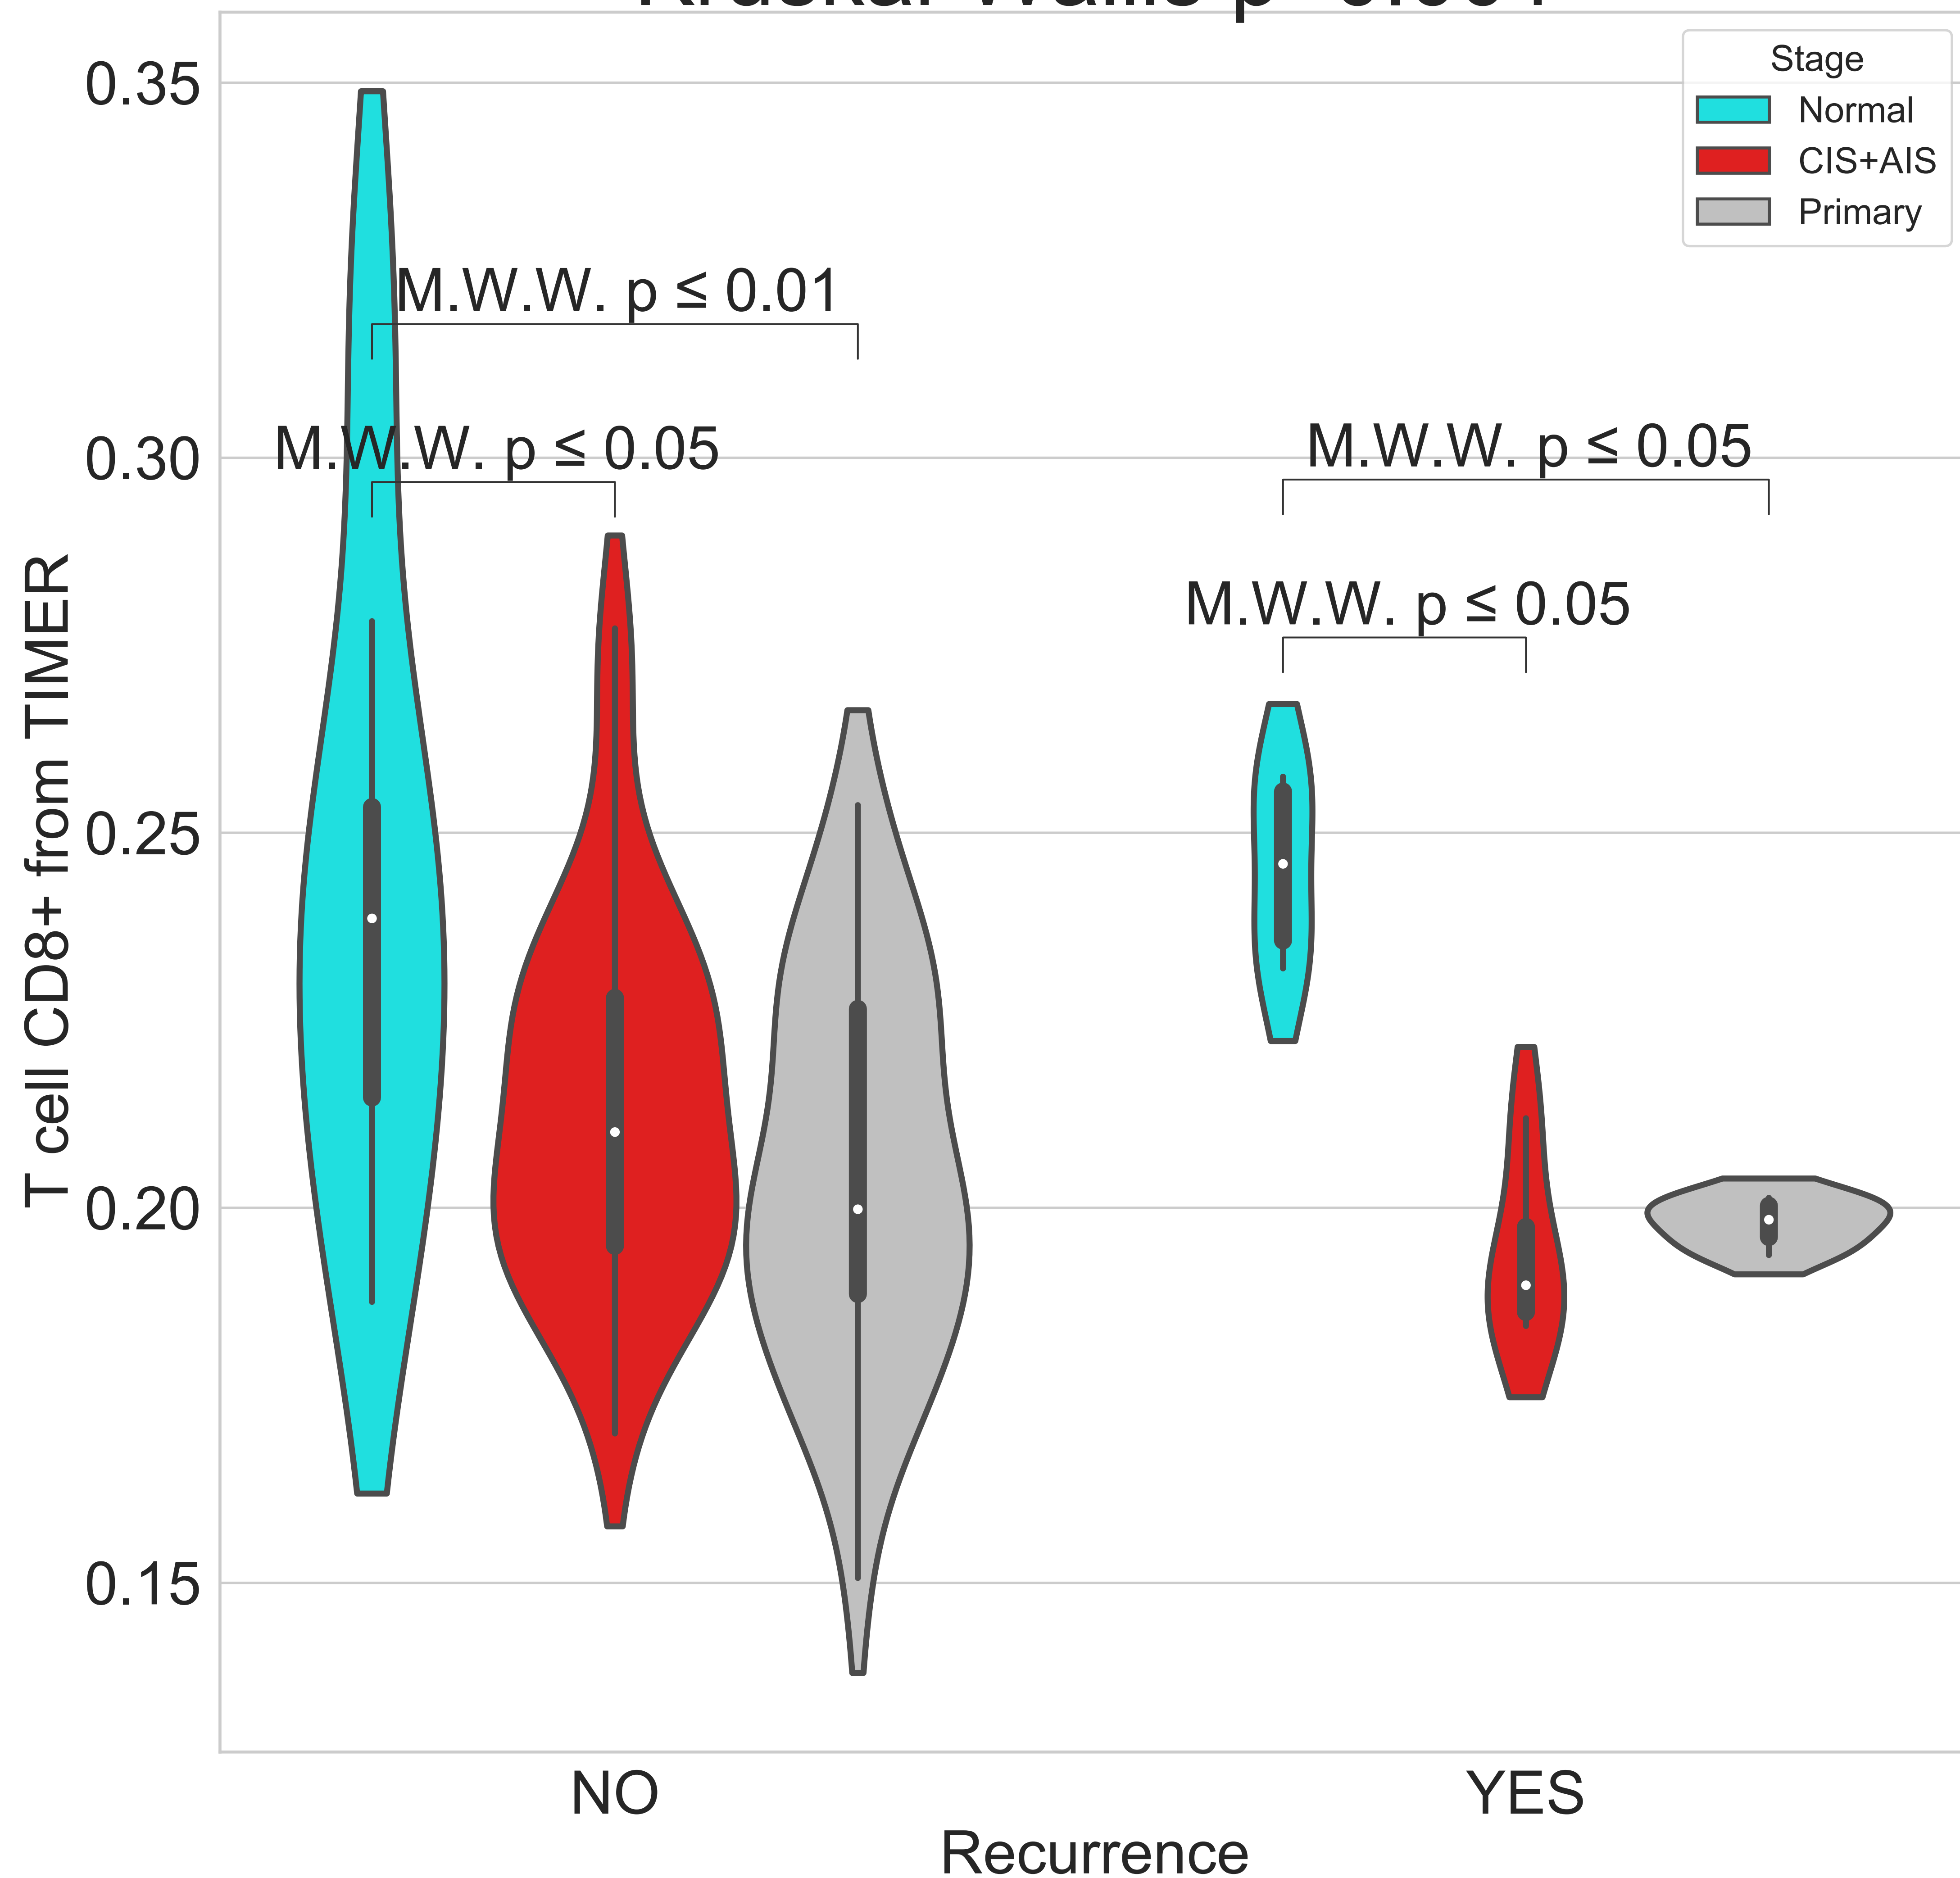 Stage
Normal
CIS+AIS
Primary
0.35
0.30
0.25
0.20
0.15
T cell CD8+ from TIMER
M.W.W. p ≤ 0.01
M.W.W. p ≤ 0.05
M.W.W. p ≤ 0.05
M.W.W. p ≤ 0.05
NO
YES
Recurrence